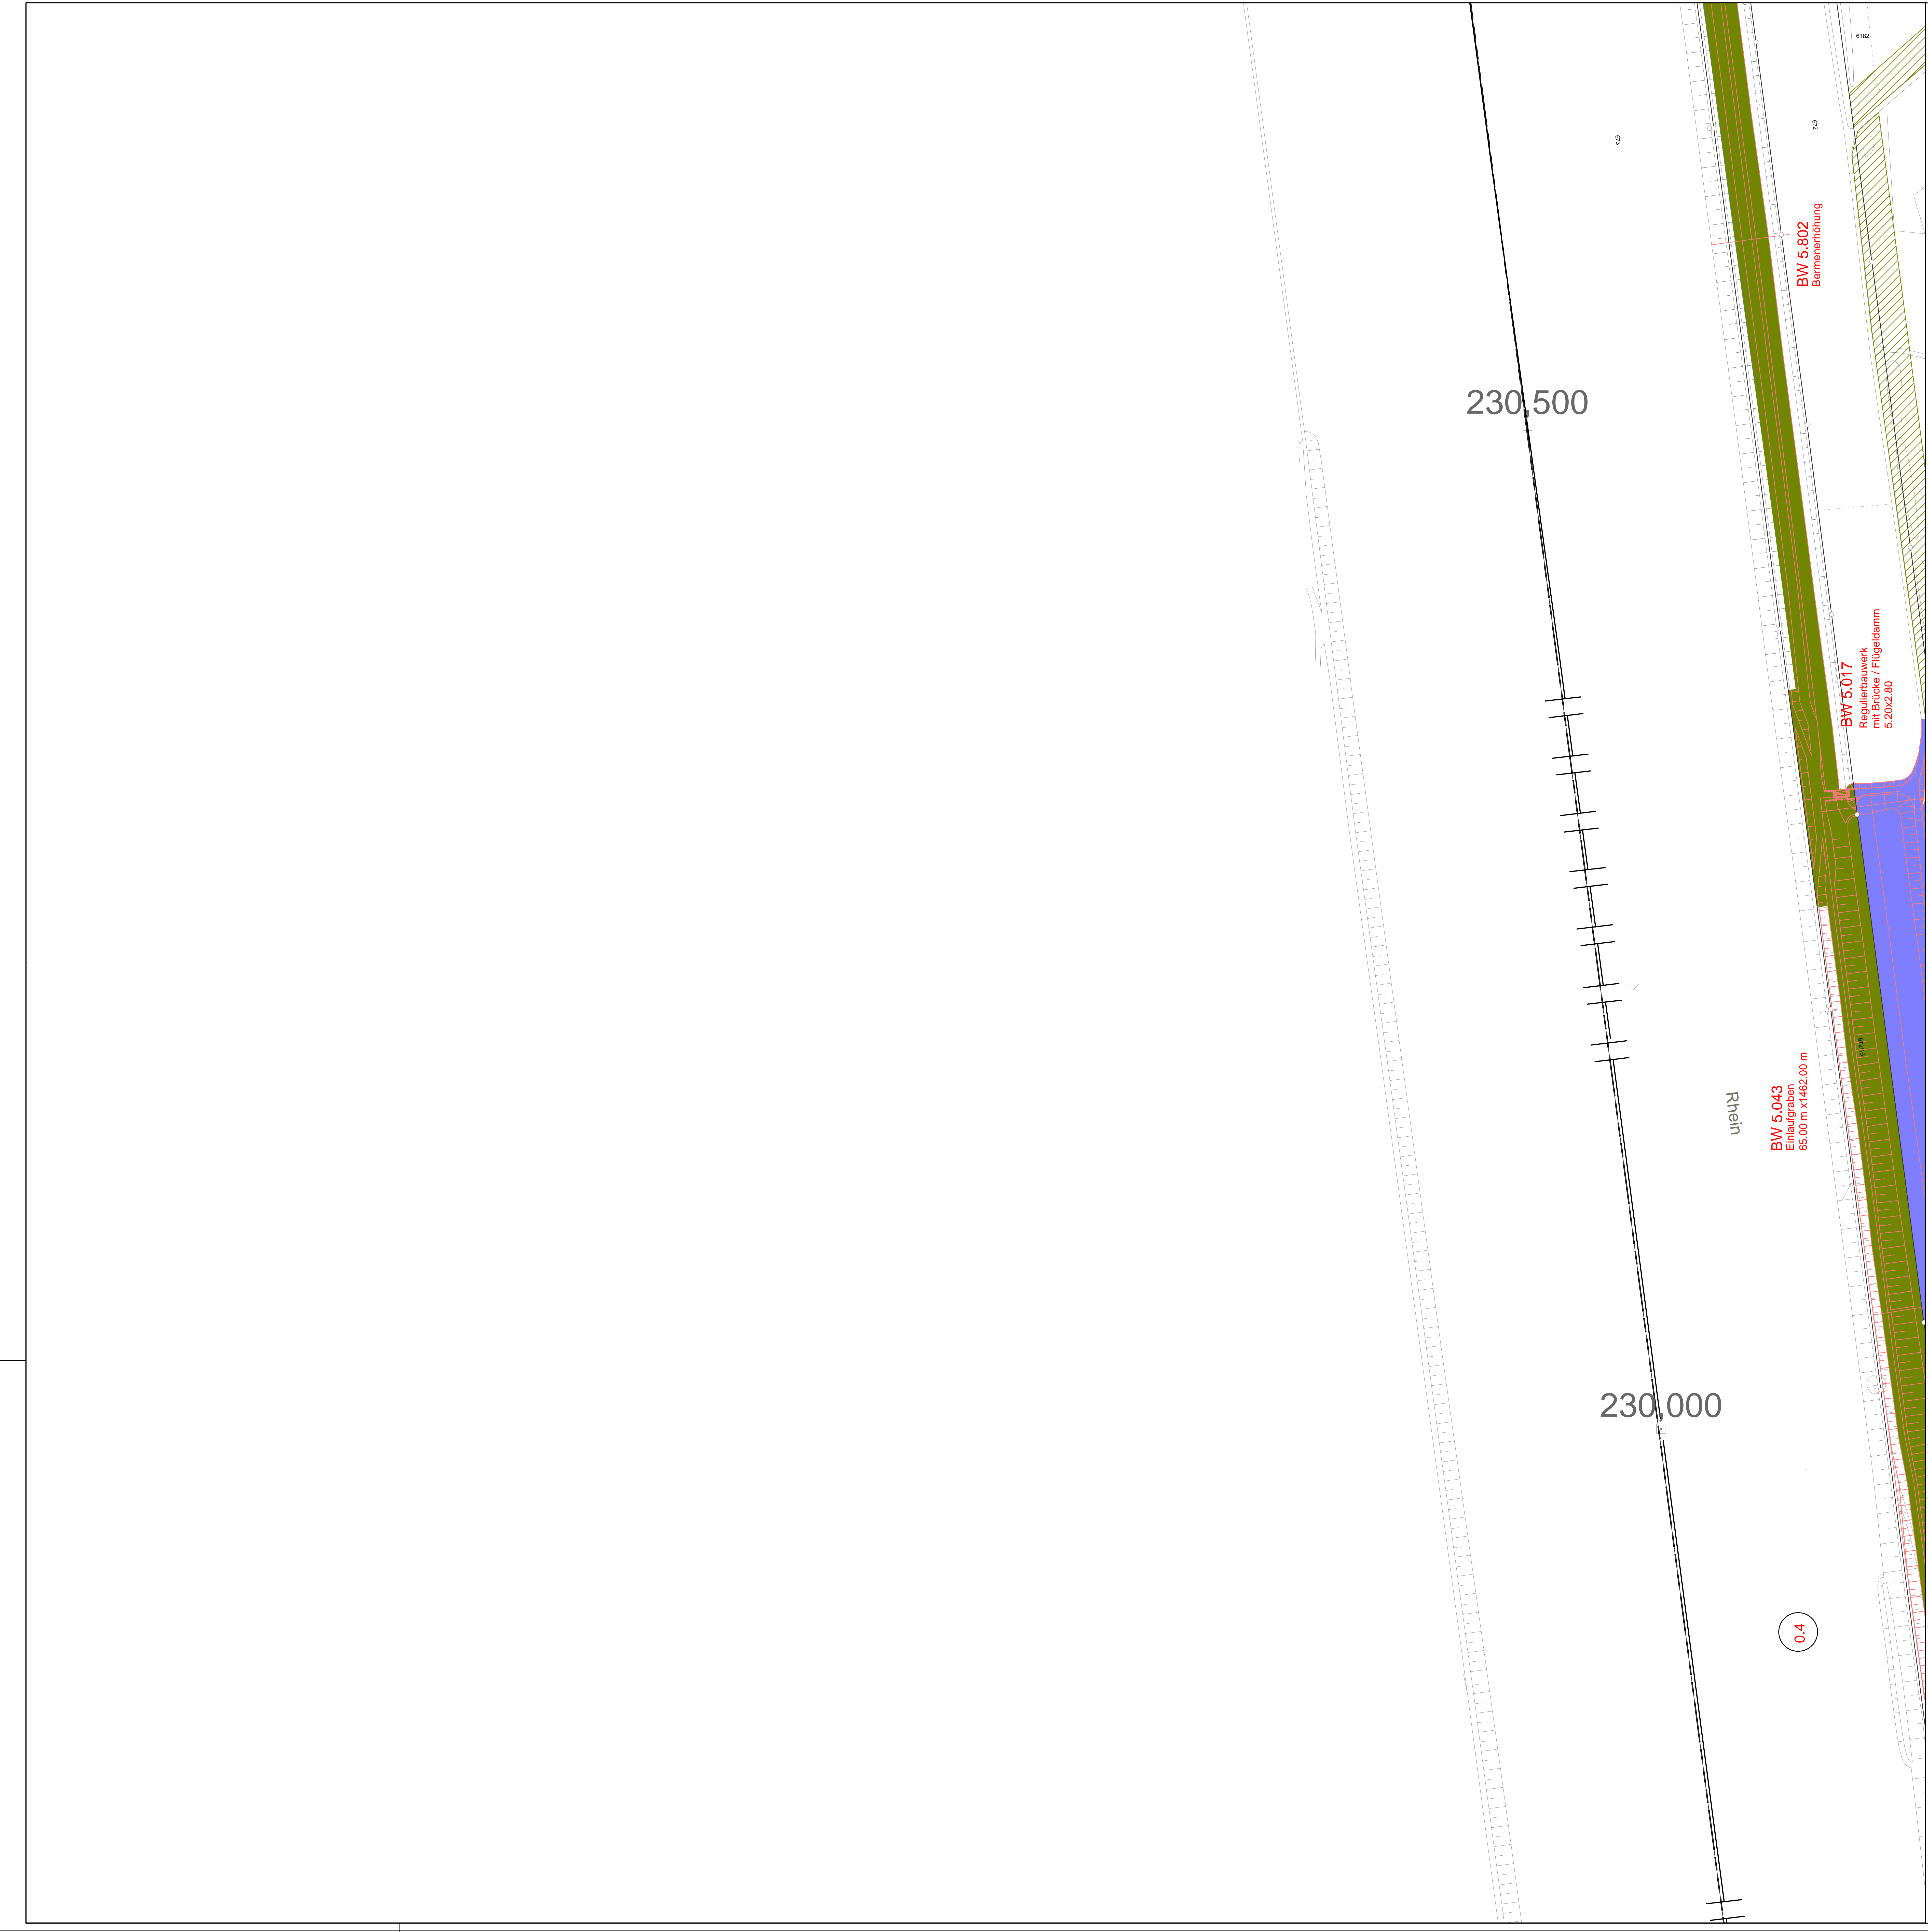 6182
673
672
BW 5.802
Bermenerhöhung
230.500
BW 5.017
Regulierbauwerk
mit Brücke / Flügeldamm
5.20x2.80
BW 5.043
Einlaufgraben
65.00 m x1462.00 m
Rhein
230.000
0.4